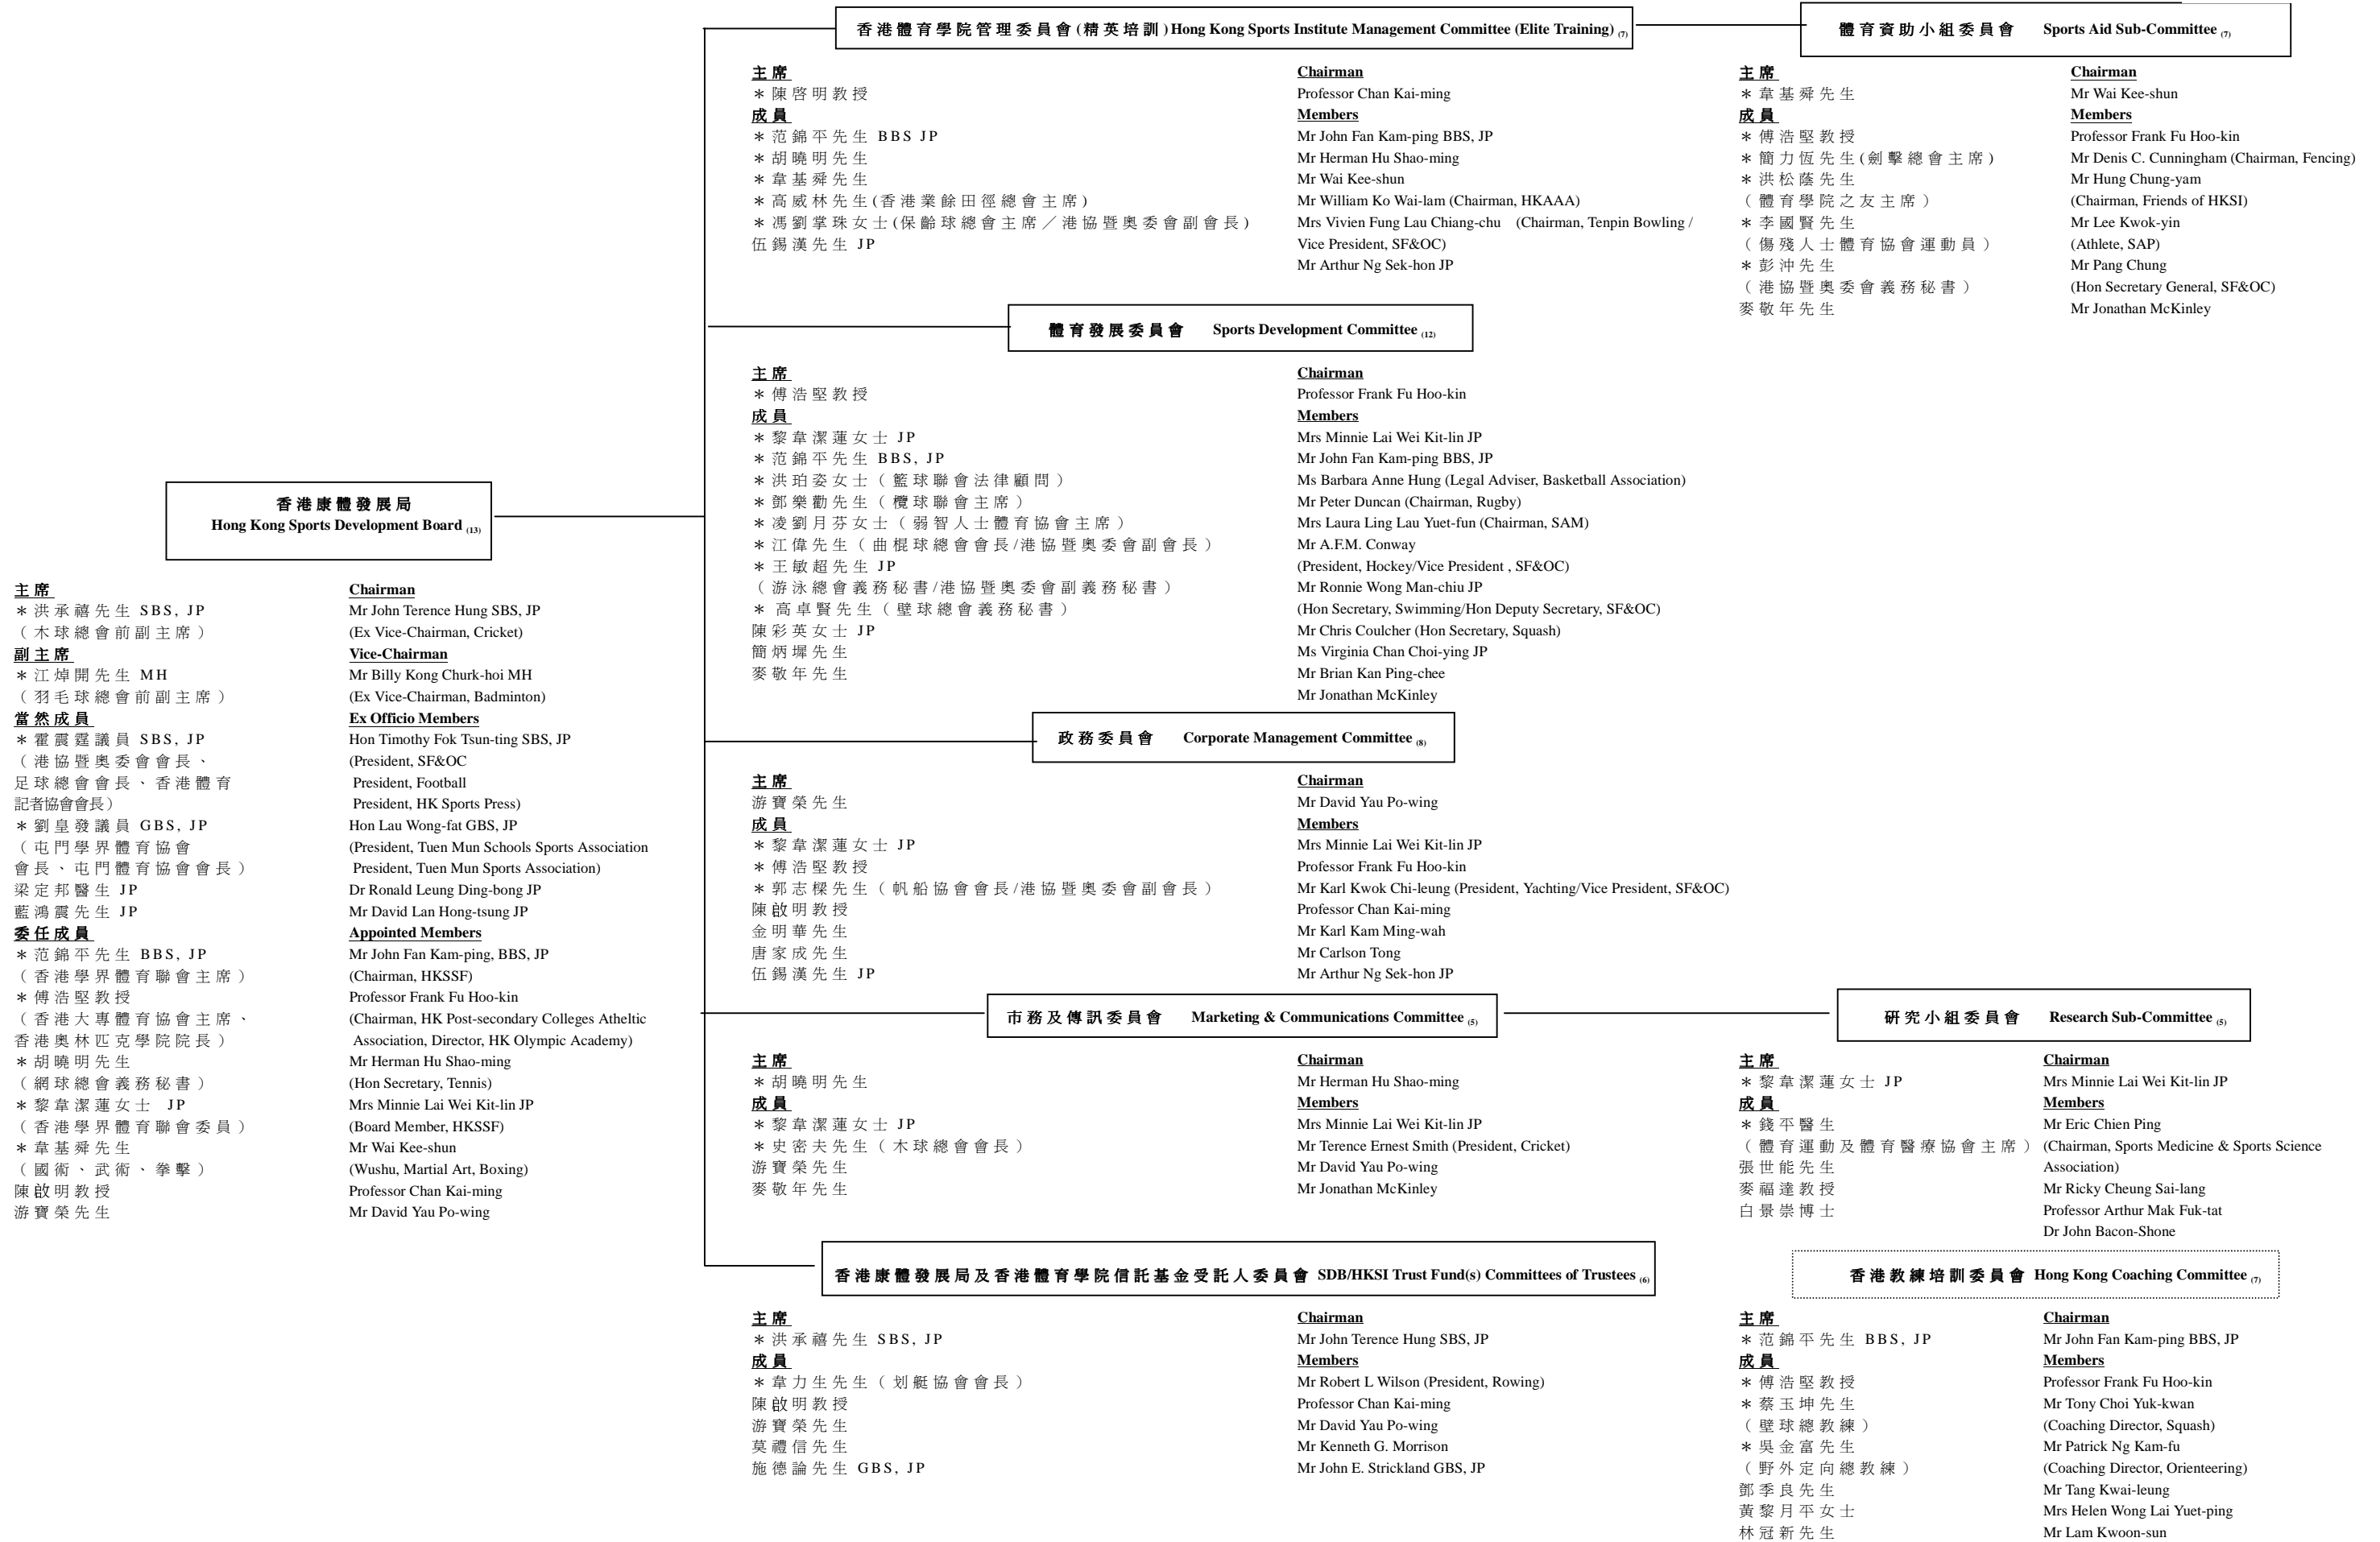 香港體育學院管理委員會(精英培訓)Hong Kong Sports Institute Management Committee (Elite Training) (7)
主席 Chairman
＊陳啓明教授 Professor Chan Kai-ming
成員 Members
＊范錦平先生 BBS JP Mr John Fan Kam-ping BBS, JP
＊胡曉明先生 Mr Herman Hu Shao-ming
＊韋基舜先生 Mr Wai Kee-shun
＊高威林先生(香港業餘田徑總會主席) Mr William Ko Wai-lam (Chairman, HKAAA)
＊馮劉掌珠女士(保齡球總會主席／港協暨奧委會副會長) Mrs Vivien Fung Lau Chiang-chu (Chairman, Tenpin Bowling /
伍錫漢先生 JP Vice President, SF&OC)
Mr Arthur Ng Sek-hon JP
體育資助小組委員會 Sports Aid Sub-Committee (7)
主席 Chairman
＊韋基舜先生 Mr Wai Kee-shun
成員 Members
＊傅浩堅教授 Professor Frank Fu Hoo-kin
＊簡力恆先生(劍擊總會主席) Mr Denis C. Cunningham (Chairman, Fencing)
＊洪松蔭先生 Mr Hung Chung-yam
（體育學院之友主席） (Chairman, Friends of HKSI)
＊李國賢先生 Mr Lee Kwok-yin
（傷殘人士體育協會運動員） (Athlete, SAP)
＊彭沖先生 Mr Pang Chung
（港協暨奧委會義務秘書） (Hon Secretary General, SF&OC)
麥敬年先生 Mr Jonathan McKinley
體育發展委員會 Sports Development Committee (12)
主席 Chairman
＊傅浩堅教授 Professor Frank Fu Hoo-kin
成員 Members
＊黎韋潔蓮女士 JP Mrs Minnie Lai Wei Kit-lin JP
＊范錦平先生 BBS, JP Mr John Fan Kam-ping BBS, JP
＊洪珀姿女士（籃球聯會法律顧問） Ms Barbara Anne Hung (Legal Adviser, Basketball Association)
＊鄧樂勸先生（欖球聯會主席） Mr Peter Duncan (Chairman, Rugby)
＊凌劉月芬女士（弱智人士體育協會主席） Mrs Laura Ling Lau Yuet-fun (Chairman, SAM)
＊江偉先生（曲棍球總會會長/港協暨奧委會副會長） Mr A.F.M. Conway
＊王敏超先生 JP (President, Hockey/Vice President , SF&OC)
（游泳總會義務秘書/港協暨奧委會副義務秘書） Mr Ronnie Wong Man-chiu JP
＊ 高卓賢先生（壁球總會義務秘書） (Hon Secretary, Swimming/Hon Deputy Secretary, SF&OC)
陳彩英女士 JP Mr Chris Coulcher (Hon Secretary, Squash)
簡炳墀先生 Ms Virginia Chan Choi-ying JP
麥敬年先生 Mr Brian Kan Ping-chee
Mr Jonathan McKinley
香港康體發展局
Hong Kong Sports Development Board (13)
主席 Chairman
＊洪承禧先生 SBS, JP Mr John Terence Hung SBS, JP
（木球總會前副主席） (Ex Vice-Chairman, Cricket)
副主席 Vice-Chairman
＊江焯開先生 MH Mr Billy Kong Churk-hoi MH
（羽毛球總會前副主席） (Ex Vice-Chairman, Badminton)
當然成員 Ex Officio Members
＊霍震霆議員 SBS, JP Hon Timothy Fok Tsun-ting SBS, JP
（港協暨奧委會會長、 (President, SF&OC
足球總會會長、香港體育 President, Football
記者協會會長） President, HK Sports Press)
＊劉皇發議員 GBS, JP Hon Lau Wong-fat GBS, JP
（屯門學界體育協會 (President, Tuen Mun Schools Sports Association
會長、屯門體育協會會長） President, Tuen Mun Sports Association)
梁定邦醫生 JP Dr Ronald Leung Ding-bong JP
藍鴻震先生 JP Mr David Lan Hong-tsung JP
委任成員 Appointed Members
＊范錦平先生 BBS, JP Mr John Fan Kam-ping, BBS, JP
（香港學界體育聯會主席） (Chairman, HKSSF)
＊傅浩堅教授 Professor Frank Fu Hoo-kin
（香港大專體育協會主席、 (Chairman, HK Post-secondary Colleges Atheltic
香港奧林匹克學院院長） Association, Director, HK Olympic Academy)
＊胡曉明先生 Mr Herman Hu Shao-ming
（網球總會義務秘書） (Hon Secretary, Tennis)
＊黎韋潔蓮女士 JP Mrs Minnie Lai Wei Kit-lin JP
（香港學界體育聯會委員） (Board Member, HKSSF)
＊韋基舜先生 Mr Wai Kee-shun
（國術、武術、拳擊） (Wushu, Martial Art, Boxing)
陳啟明教授 Professor Chan Kai-ming
游寶榮先生 Mr David Yau Po-wing
政務委員會 Corporate Management Committee (8)
主席 Chairman
游寶榮先生 Mr David Yau Po-wing
成員 Members
＊黎韋潔蓮女士 JP Mrs Minnie Lai Wei Kit-lin JP
＊傅浩堅教授 Professor Frank Fu Hoo-kin
＊郭志樑先生（帆船協會會長/港協暨奧委會副會長） Mr Karl Kwok Chi-leung (President, Yachting/Vice President, SF&OC)
陳啟明教授 Professor Chan Kai-ming
金明華先生 Mr Karl Kam Ming-wah
唐家成先生 Mr Carlson Tong
伍錫漢先生 JP Mr Arthur Ng Sek-hon JP
市務及傳訊委員會 Marketing & Communications Committee (5)
主席 Chairman
＊胡曉明先生 Mr Herman Hu Shao-ming
成員 Members
＊黎韋潔蓮女士 JP Mrs Minnie Lai Wei Kit-lin JP
＊史密夫先生（木球總會會長） Mr Terence Ernest Smith (President, Cricket)
游寶榮先生 Mr David Yau Po-wing
麥敬年先生 Mr Jonathan McKinley
研究小組委員會 Research Sub-Committee (5)
主席 Chairman
＊黎韋潔蓮女士 JP Mrs Minnie Lai Wei Kit-lin JP
成員 Members
＊錢平醫生 Mr Eric Chien Ping
（體育運動及體育醫療協會主席） (Chairman, Sports Medicine & Sports Science
張世能先生 Association)
麥福達教授 Mr Ricky Cheung Sai-lang
白景崇博士 Professor Arthur Mak Fuk-tat
Dr John Bacon-Shone
香港康體發展局及香港體育學院信託基金受託人委員會 SDB/HKSI Trust Fund(s) Committees of Trustees (6)
主席 Chairman
＊洪承禧先生 SBS, JP Mr John Terence Hung SBS, JP
成員 Members
＊韋力生先生（划艇協會會長） Mr Robert L Wilson (President, Rowing)
陳啟明教授 Professor Chan Kai-ming
游寶榮先生 Mr David Yau Po-wing
莫禮信先生 Mr Kenneth G. Morrison
施德論先生 GBS, JP Mr John E. Strickland GBS, JP
香港教練培訓委員會 Hong Kong Coaching Committee (7)
主席 Chairman
＊范錦平先生 BBS, JP Mr John Fan Kam-ping BBS, JP
成員 Members
＊傅浩堅教授 Professor Frank Fu Hoo-kin
＊蔡玉坤先生 Mr Tony Choi Yuk-kwan
（壁球總教練） (Coaching Director, Squash)
＊吳金富先生 Mr Patrick Ng Kam-fu
（野外定向總教練） (Coaching Director, Orienteering)
鄧季良先生 Mr Tang Kwai-leung
黃黎月平女士 Mrs Helen Wong Lai Yuet-ping
林冠新先生 Mr Lam Kwoon-sun